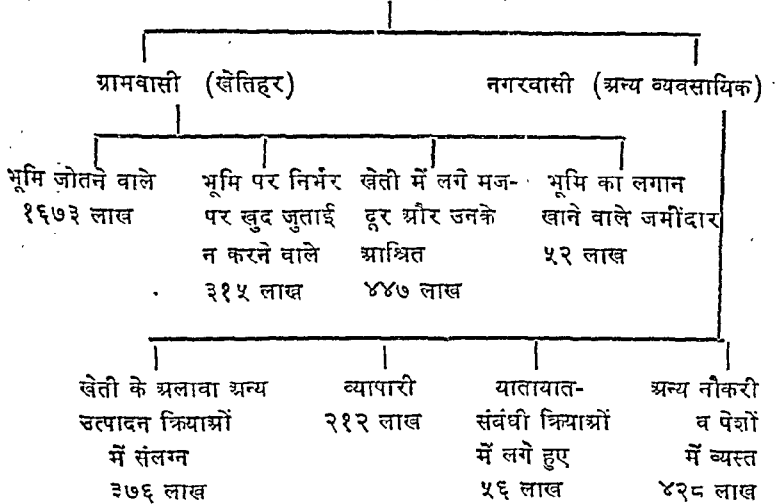 ग्रामवासी (खेतिहर)
नगरवासी (अन्य व्यवसायिक)
भूमि जोतने वाले
१६७३ लाख
भूमि पर निर्भर
पर खुद जुताई
न करने वाले
३१५ लाख
खेती में लगे मज-
दूर और उनके
आश्रित
४४७ लाख
भूमि का लगान
खाने वाले जमींदार
५२ लाख
खेती के अलावा अन्य
उत्पादन क्रियाओं
में संलग्न
३७६ लाख
व्यापारी
२१२ लाख
यातायात-
संबंधी क्रियाओं
में लगे हुए
५६ लाख
अन्य नौकरी
व पेशों
में व्यस्त
४२८ लाख